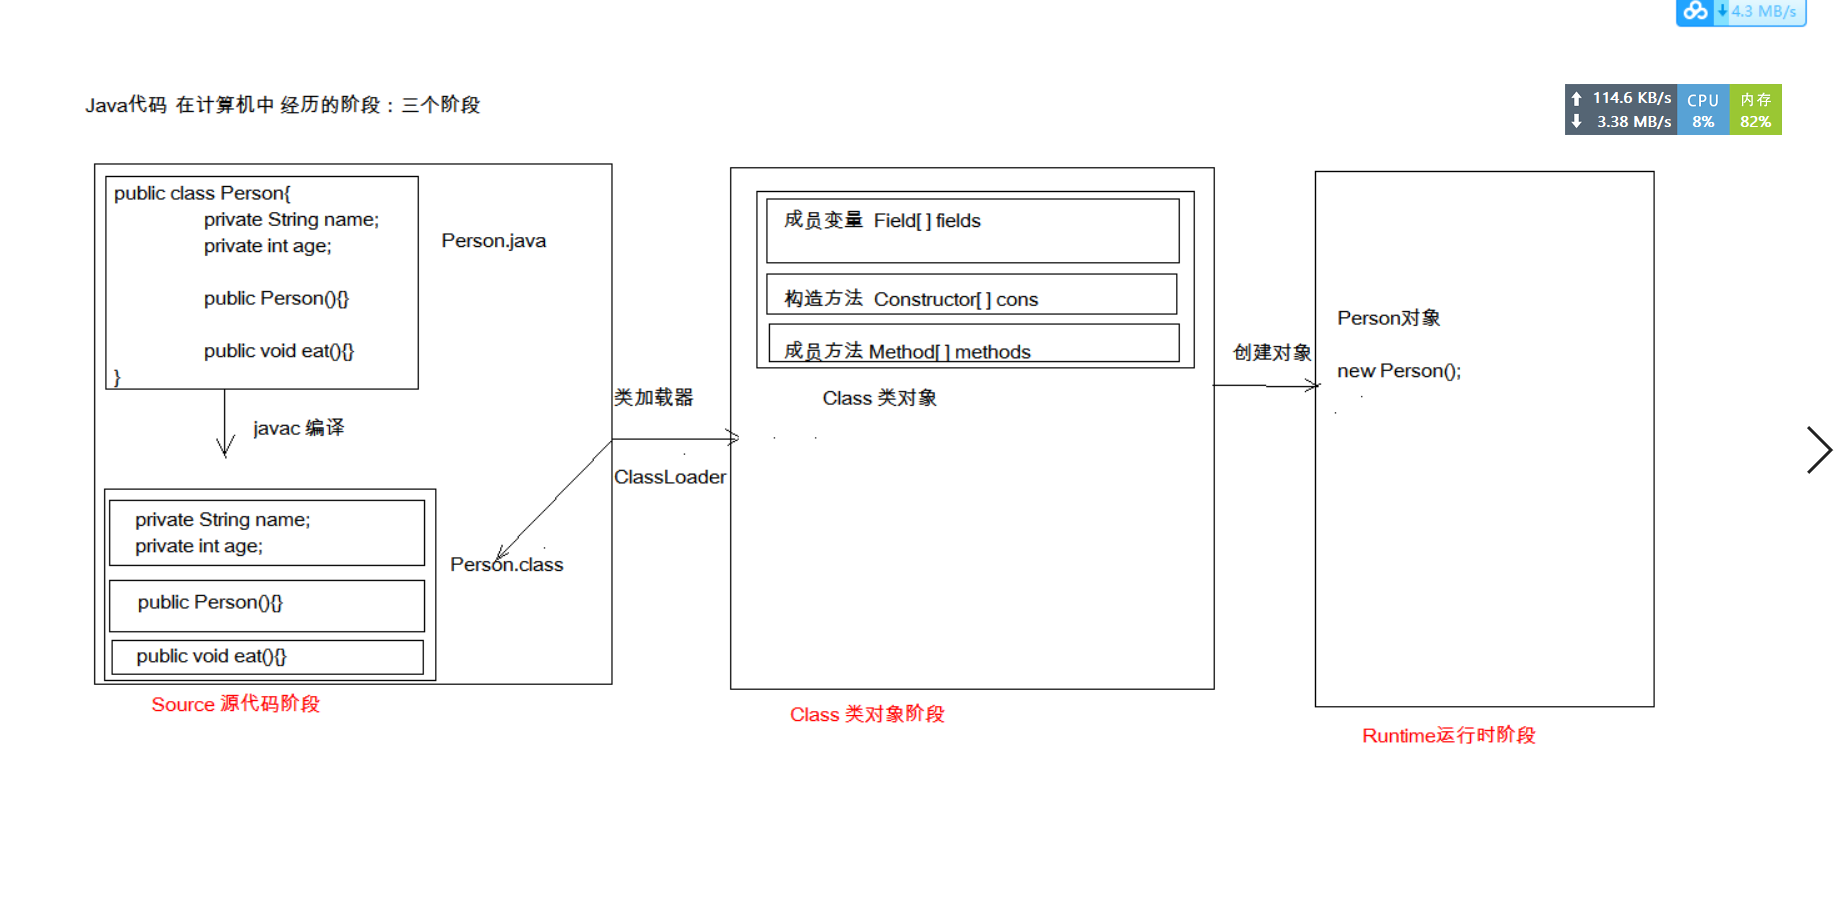 4.3 MB/s
114.6 KB/s
3.38 MB/s
CPU
8%
内存
82%
Java代码 在计算机中 经历的阶段：三个阶段
public class Person{
private String name;
private int age;
public Person(){}
public void eat(){}
}
Person.java
javac 编译
private String name;
private int age;
public Person(){}
public void eat(){}
Person.class
Source 源代码阶段
类加载器
ClassLoader
成员变量 Field[ ] fields
构造方法 Constructor[ ] cons
成员方法 Method[ ] methods
Class 类对象
Class 类对象阶段
创建对象
Person对象
new Person();
Runtime运行时阶段